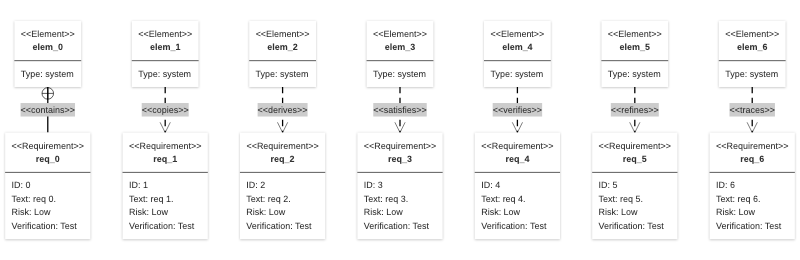 <<Element>>
elem_0
Type: system
<<contains>>
<<Requirement>>
req_0
ID: 0
Text: req 0.
Risk: Low
Verification: Test
<<Element>>
elem_1
Type: system
<<copies>>
<<Requirement>>
req_1
ID: 1
Text: req 1.
Risk: Low
Verification: Test
<<Element>>
elem_2
Type: system
<<derives>>
<<Requirement>>
req_2
ID: 2
Text: req 2.
Risk: Low
Verification: Test
<<Element>>
elem_3
Type: system
<<satisfies>>
<<Requirement>>
req_3
ID: 3
Text: req 3.
Risk: Low
Verification: Test
<<Element>>
elem_4
Type: system
<<verifies>>
<<Requirement>>
req_4
ID: 4
Text: req 4.
Risk: Low
Verification: Test
<<Element>>
elem_5
Type: system
<<refines>>
<<Requirement>>
req_5
ID: 5
Text: req 5.
Risk: Low
Verification: Test
<<Element>>
elem_6
Type: system
<<traces>>
<<Requirement>>
req_6
ID: 6
Text: req 6.
Risk: Low
Verification: Test